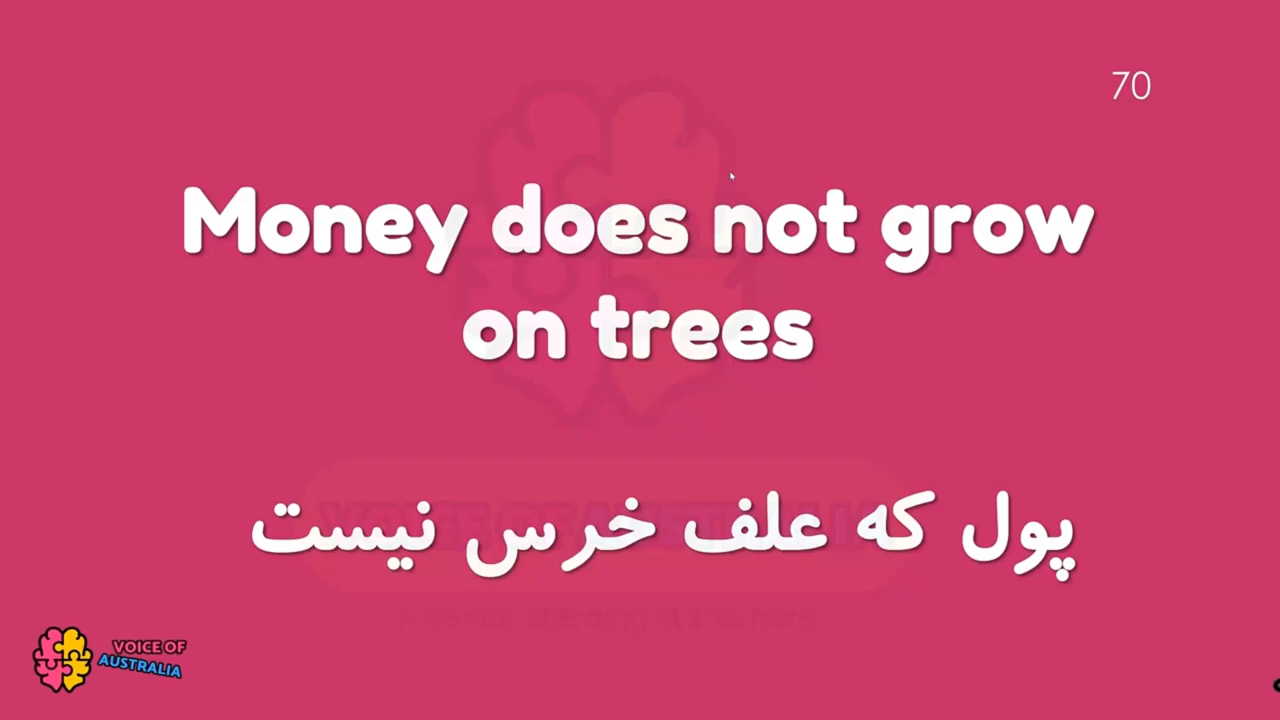 70
Money does not grow
on trees
پول که علف خرس نیست
VOICE OF
AUSTRALIA